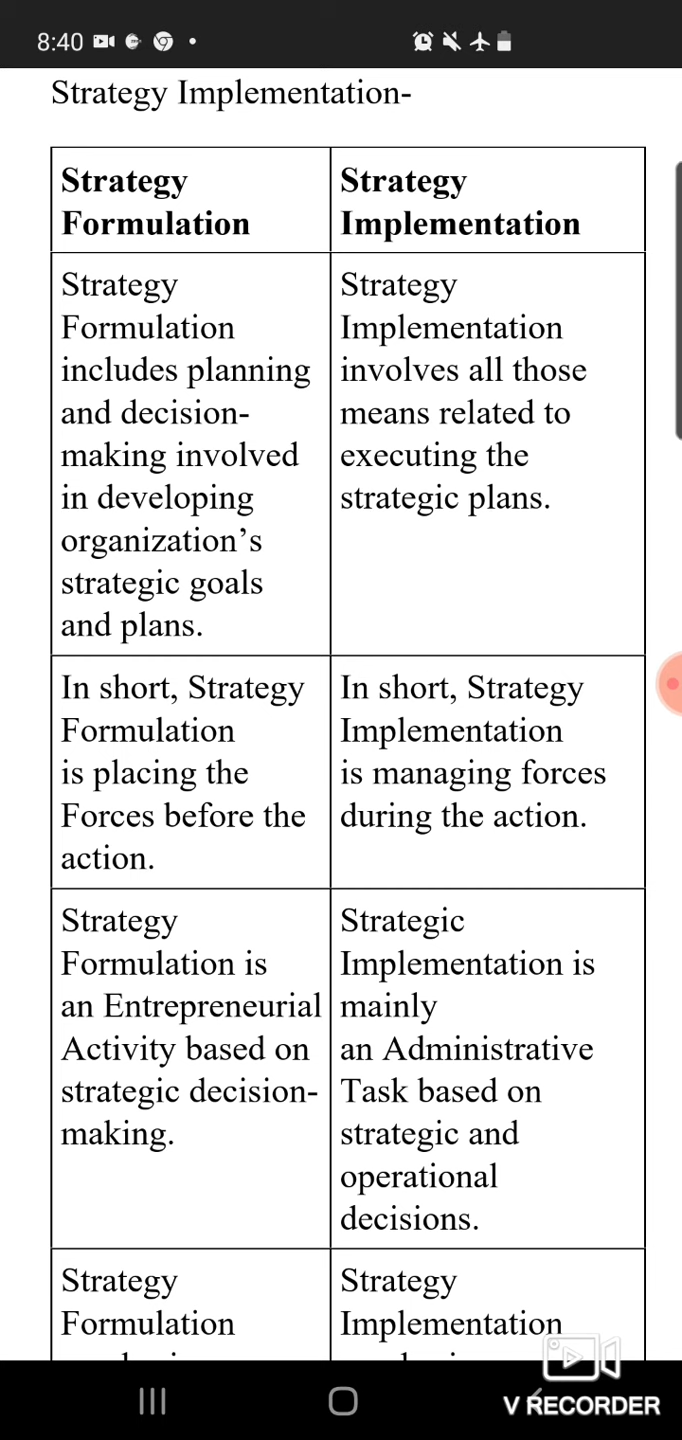 8:40
Strategy Implementation-
Strategy
Formulation
Strategy
Implementation
Strategy
Formulation
includes planning
and decision-
making involved
in developing
organization’s
strategic goals
and plans.
Strategy
Implementation
involves all those
means related to
executing the
strategic plans.
In short, Strategy
Formulation
is placing the
Forces before the
action.
In short, Strategy
Implementation
is managing forces
during the action.
Strategy
Formulation is
an Entrepreneurial
Activity based on
strategic decision-
making.
Strategic
Implementation is
mainly
an Administrative
Task based on
strategic and
operational
decisions.
Strategy
Formulation
Strategy
Implementation
V RECORDER